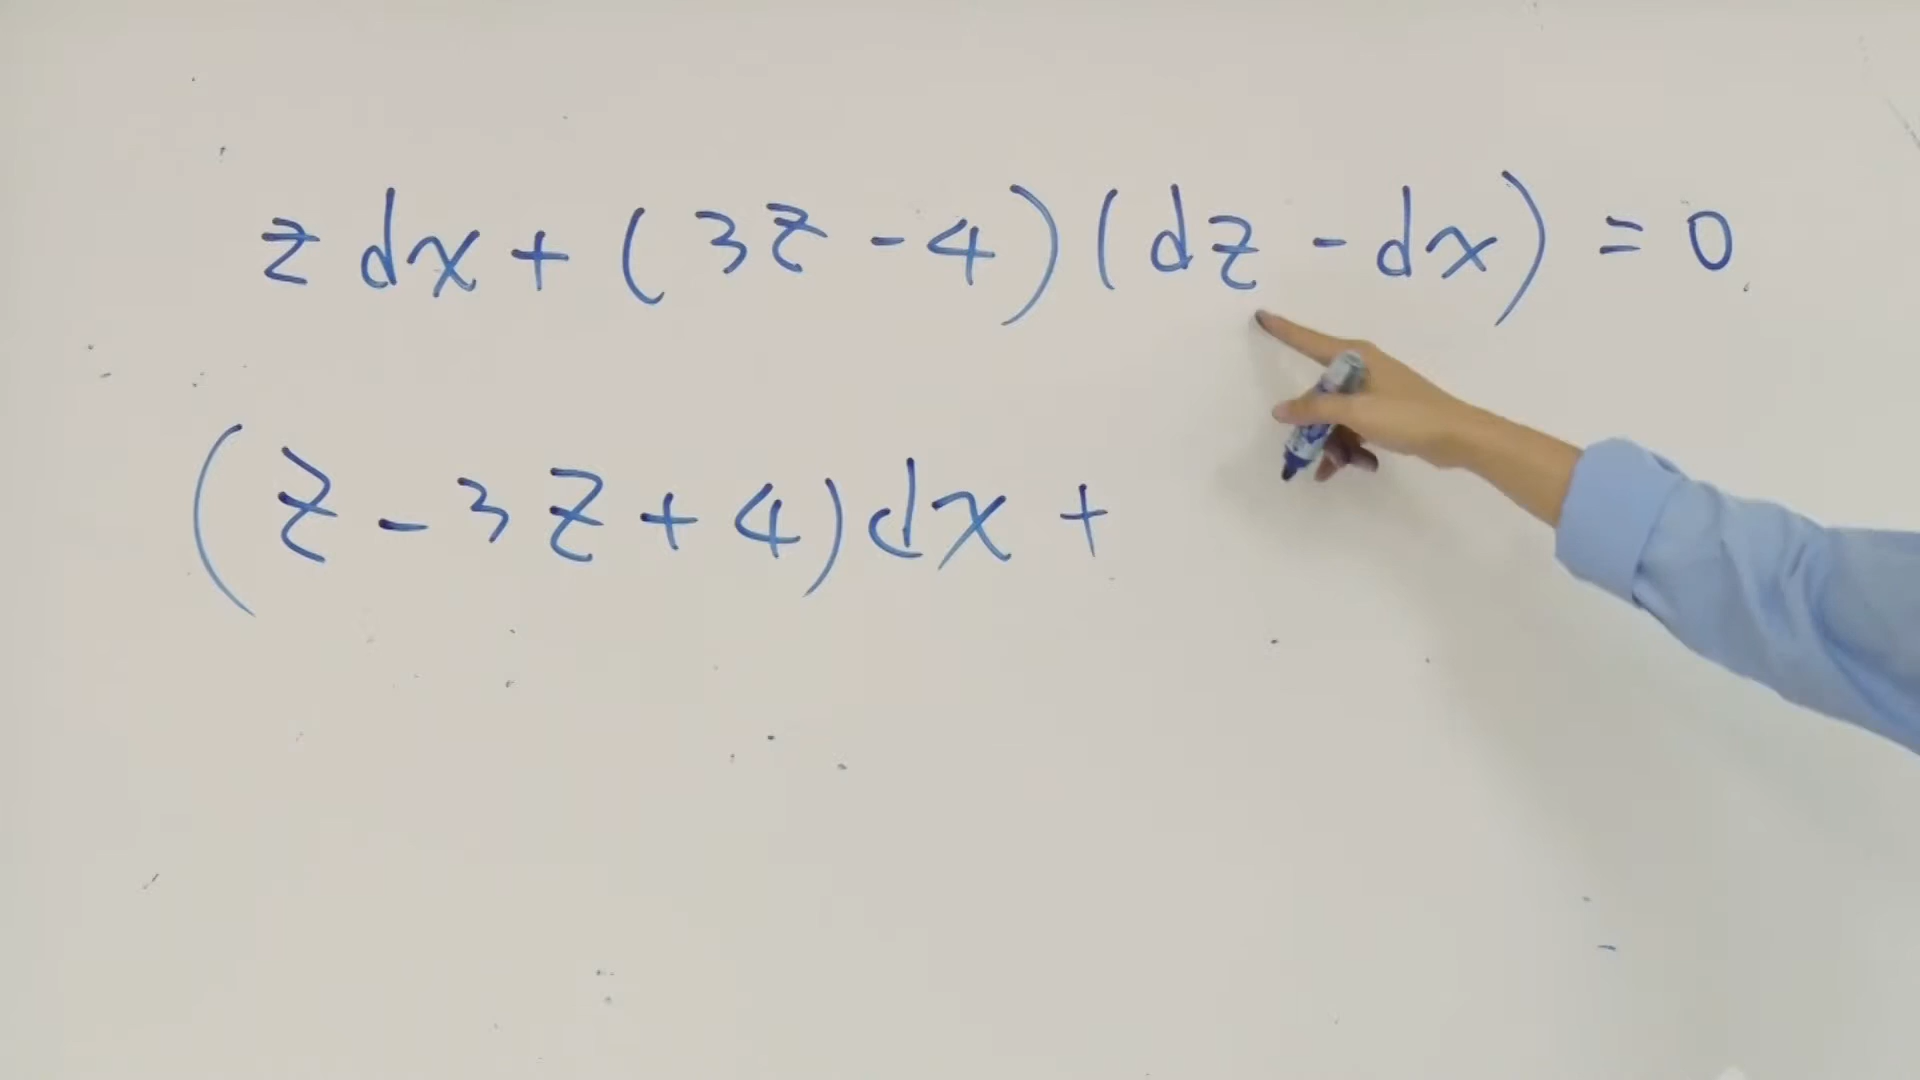 z dx + (3z - 4)(dz - dx) = 0
(z - 3z + 4)dx +